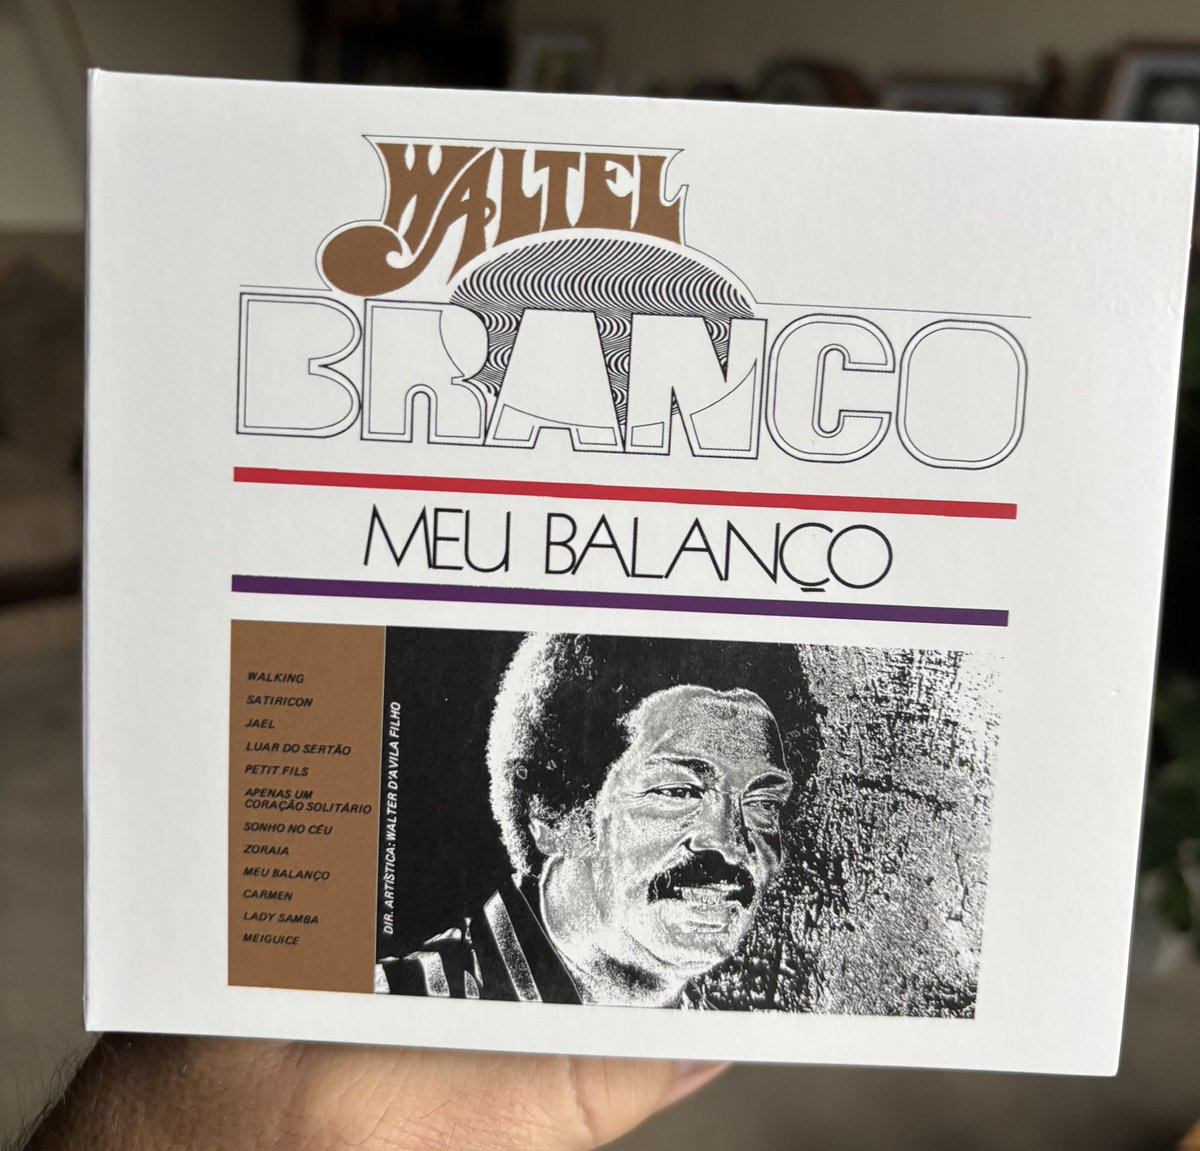 WALTEL
BRANCO
MEU BALANÇO
WALKING
SATIRICON
JAEL
LUAR DO SERTÃO
PETIT FILS
APENAS UM
CORAÇÃO SOLITÁRIO
SONHO NO CÉU
ZORAIA
MEU BALANÇO
CARMEN
LADY SAMBA
MEIGUICE
DIR. ARTÍSTICA: WALTER D'AVILA FILHO